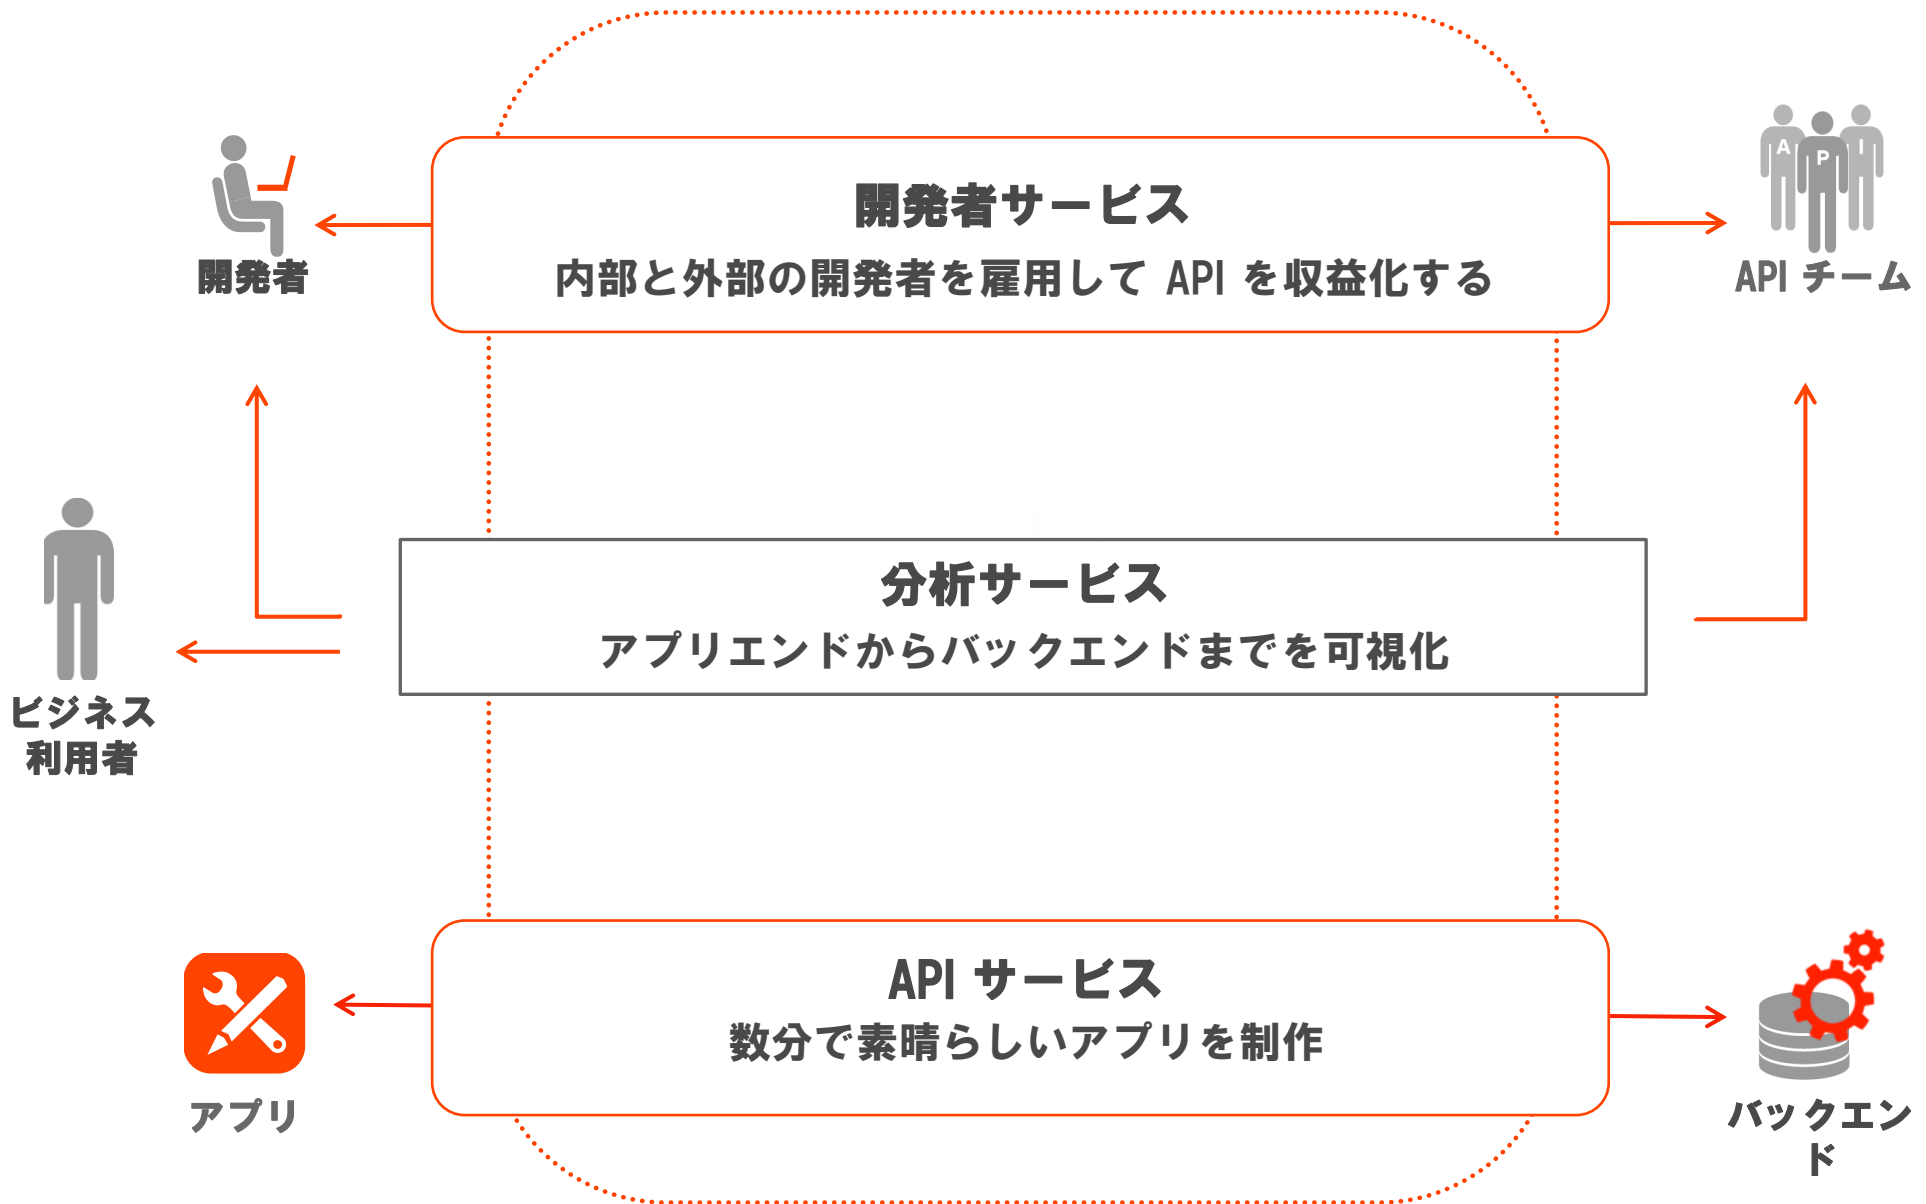 開発者サービス
内部と外部の開発者を雇用して API を収益化する
開発者
A P I
API チーム
分析サービス
アプリエンドからバックエンドまでを可視化
ビジネス
利用者
API サービス
数分で素晴らしいアプリを制作
アプリ
バックエン
ド